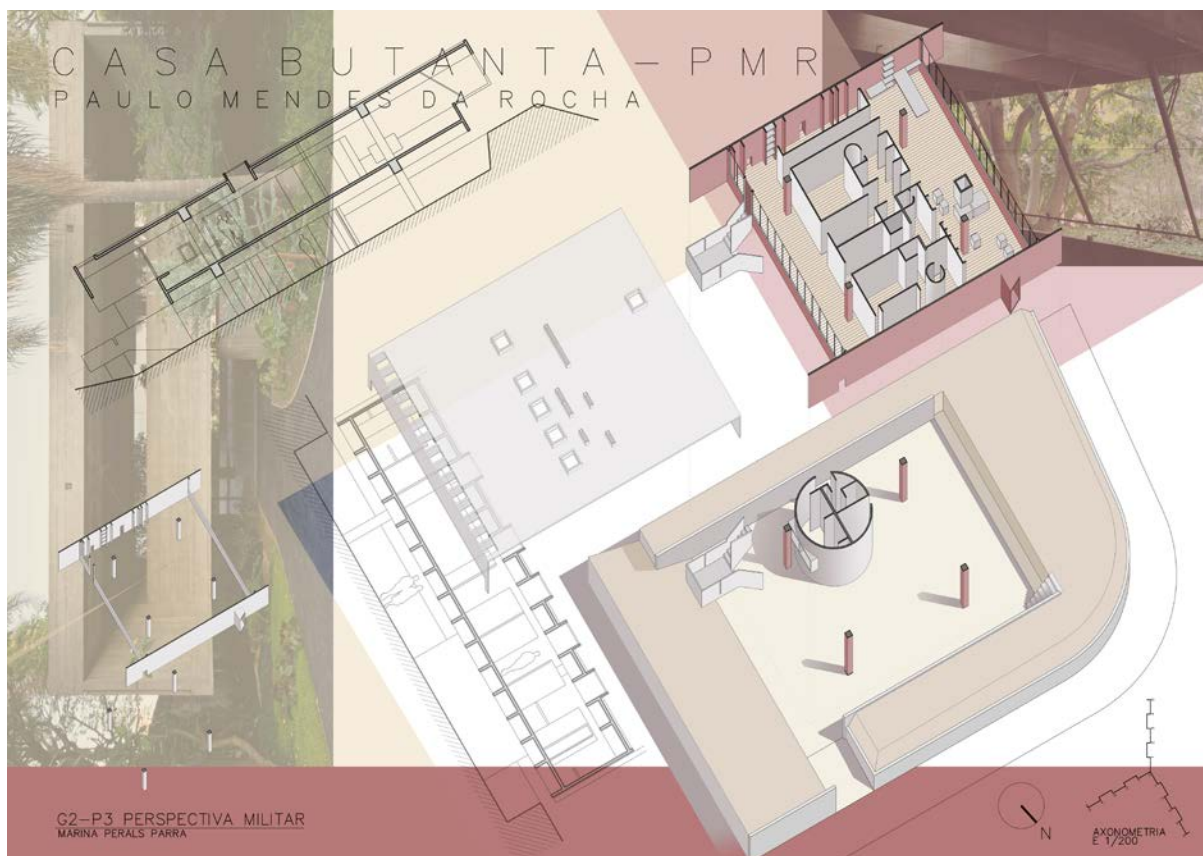 CASA BUTANTA – PMR
PAULO MENDES DA ROCHA
G2–P3 PERSPECTIVA MILITAR
MARINA PERALS PARRA
N
AXONOMETRIA
E 1/200